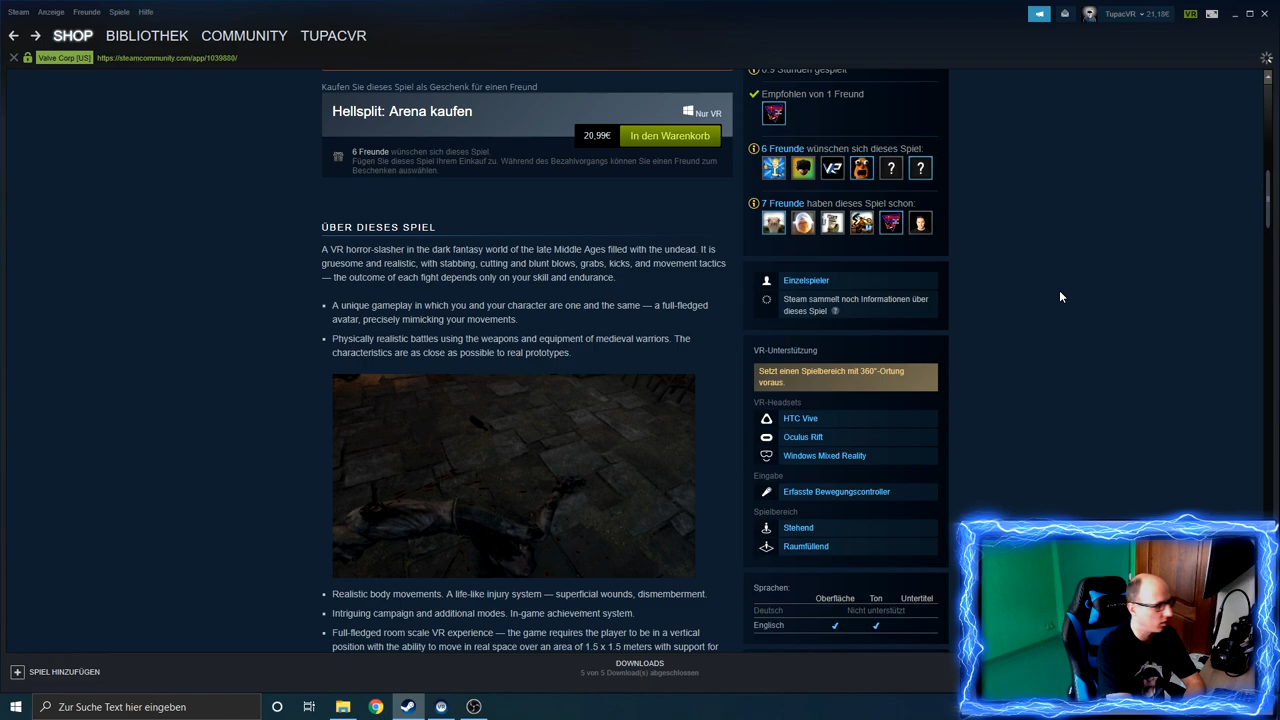 Steam Anzeige Freunde Spiele Hilfe
TupacVR 21,18€ VR
SHOP BIBLIOTHEK COMMUNITY TUPACVR
Valve Corp [US] https://steamcommunity.com/app/1039880/
Kaufen Sie dieses Spiel als Geschenk für einen Freund
Hellsplit: Arena kaufen
Nur VR
20,99€ In den Warenkorb
6 Freunde wünschen sich dieses Spiel.
Fügen Sie dieses Spiel Ihrem Einkauf zu. Während des Bezahlvorgangs können Sie einen Freund zum
Beschenken auswählen.
ÜBER DIESES SPIEL
A VR horror-slasher in the dark fantasy world of the late Middle Ages filled with the undead. It is
gruesome and realistic, with stabbing, cutting and blunt blows, grabs, kicks, and movement tactics
— the outcome of each fight depends only on your skill and endurance.
A unique gameplay in which you and your character are one and the same — a full-fledged
avatar, precisely mimicking your movements.
Physically realistic battles using the weapons and equipment of medieval warriors. The
characteristics are as close as possible to real prototypes.
Realistic body movements. A life-like injury system — superficial wounds, dismemberment.
Intriguing campaign and additional modes. In-game achievement system.
Full-fledged room scale VR experience — the game requires the player to be in a vertical
position with the ability to move in real space over an area of 1.5 x 1.5 meters with support for
0.9 Stunden gespielt
Empfohlen von 1 Freund
6 Freunde wünschen sich dieses Spiel:
? ?
7 Freunde haben dieses Spiel schon:
Einzelspieler
Steam sammelt noch Informationen über
dieses Spiel ?
VR-Unterstützung
Setzt einen Spielbereich mit 360°-Ortung
voraus.
VR-Headsets
HTC Vive
Oculus Rift
Windows Mixed Reality
Eingabe
Erfasste Bewegungscontroller
Spielbereich
Stehend
Raumfüllend
Sprachen:
Oberfläche Ton Untertitel
Deutsch Nicht unterstützt
Englisch ✔ ✔
SPIEL HINZUFÜGEN
DOWNLOADS
5 von 5 Download(s) abgeschlossen
Zur Suche Text hier eingeben